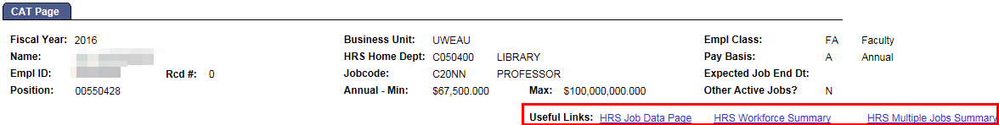 CAT Page
Fiscal Year: 2016 Business Unit: UWEAU Empl Class: FA Faculty
Name: HRS Home Dept: C050400 LIBRARY Pay Basis: A Annual
Empl ID: Rcd #: 0 Jobcode: C20NN PROFESSOR Expected Job End Dt:
Position: 00550428 Annual - Min: $67,500.000 Max: $100,000,000.000 Other Active Jobs? N
Useful Links: HRS Job Data Page HRS Workforce Summary HRS Multiple Jobs Summary